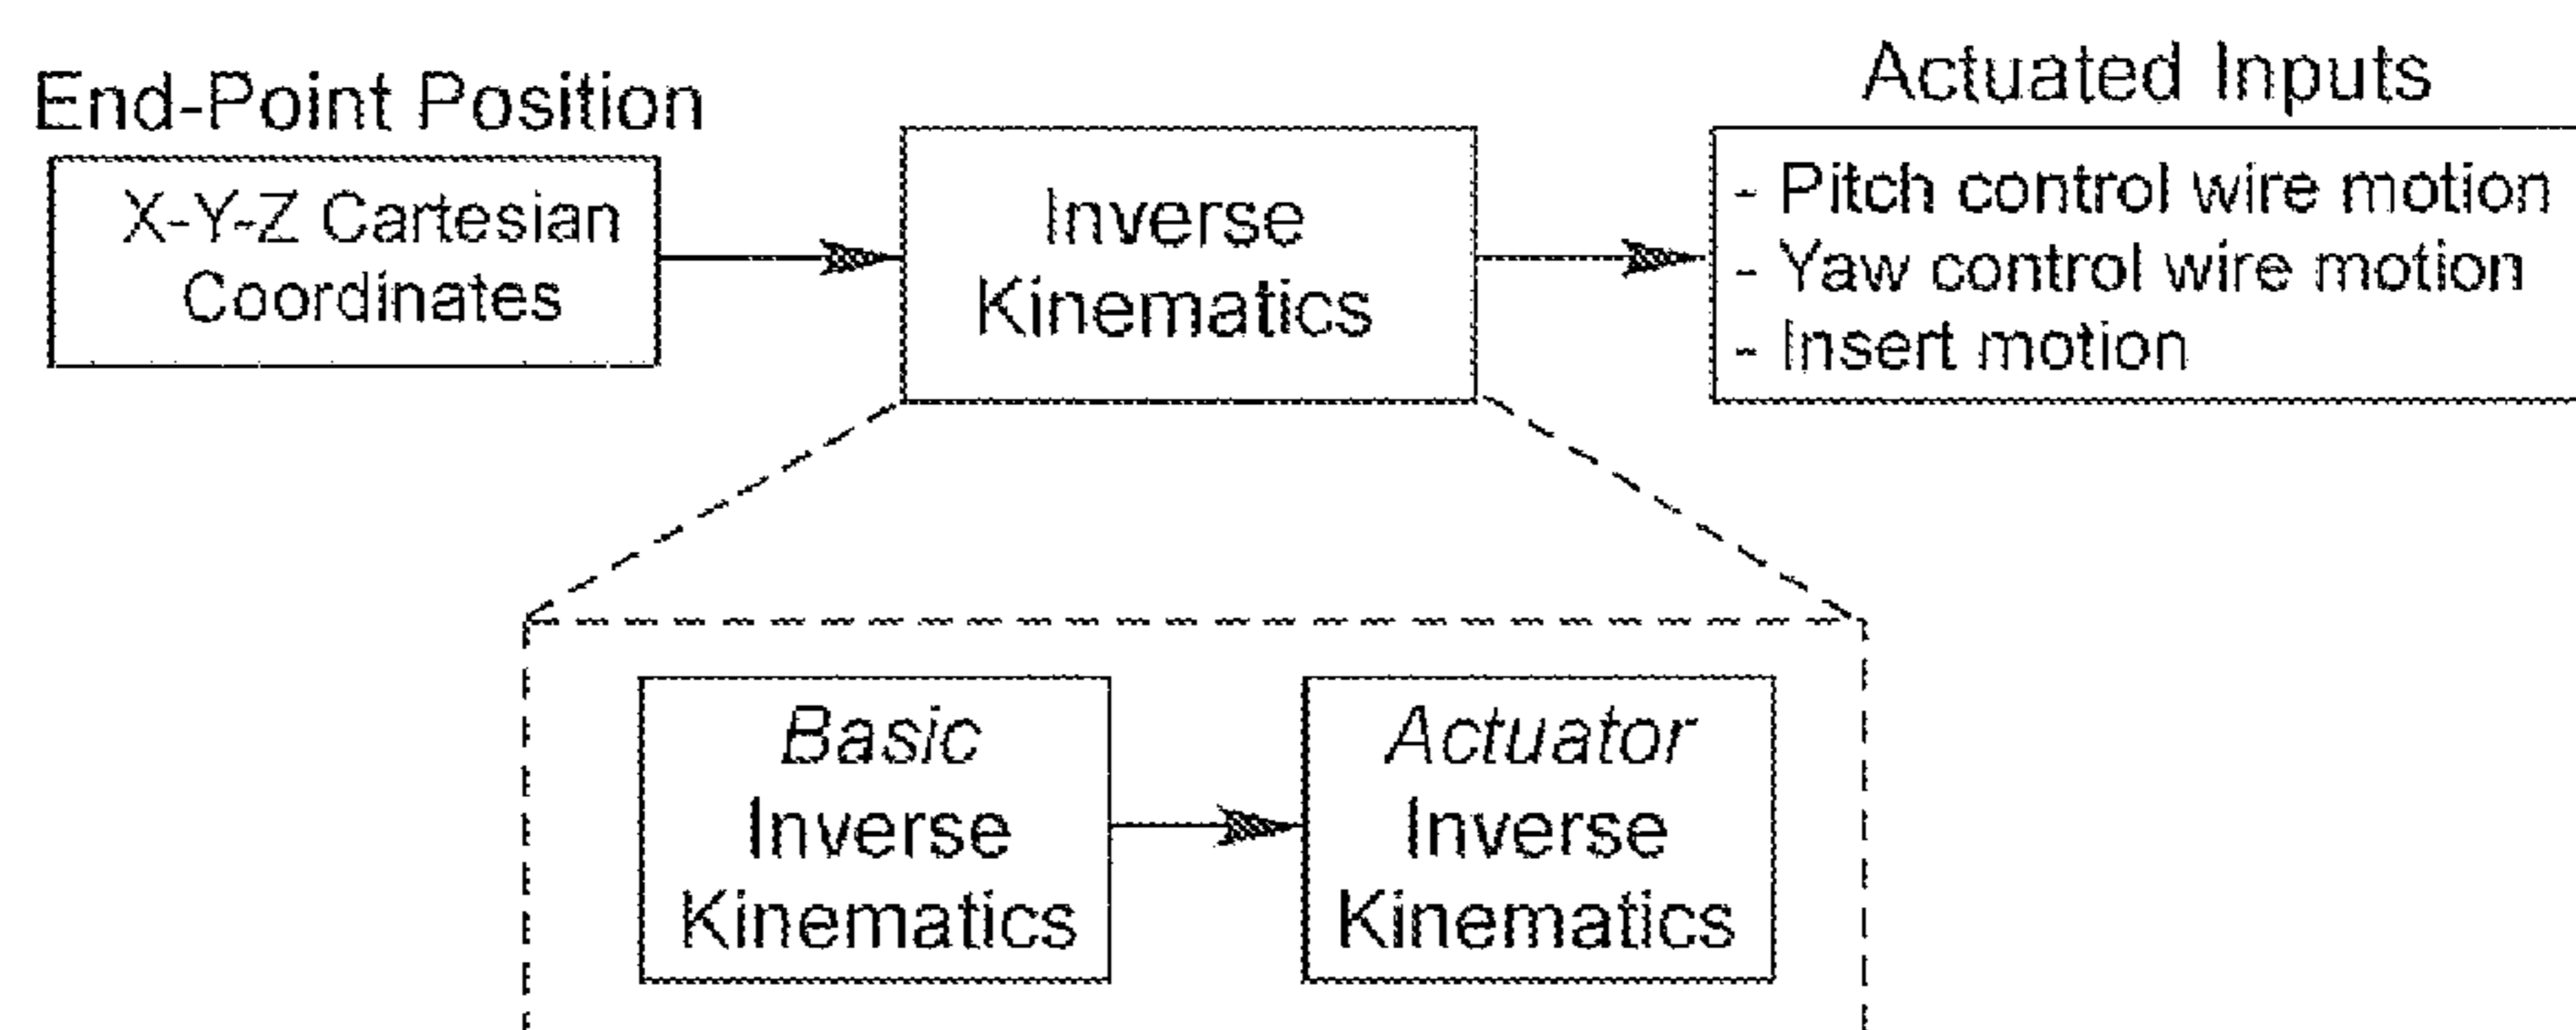 End-Point Position
X-Y-Z Cartesian
Coordinates
Inverse
Kinematics
Actuated Inputs
- Pitch control wire motion
- Yaw control wire motion
- Insert motion
Basic
Inverse
Kinematics
Actuator
Inverse
Kinematics